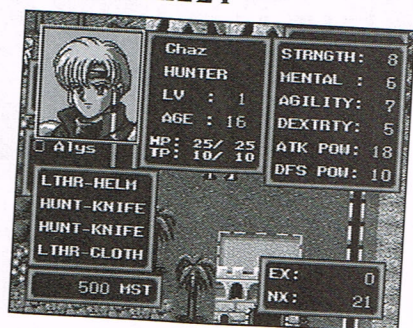 Chaz
HUNTER
LV : 1
AGE : 16
HP: 25/ 25
TP: 10/ 10
STRNGTH: 8
MENTAL : 6
AGILITY: 7
DEXTRTY: 5
ATK POW: 18
DFS POW: 10
Alys
LTHR-HELM
HUNT-KNIFE
HUNT-KNIFE
LTHR-CLOTH
500 MST
EX: 0
NX: 21